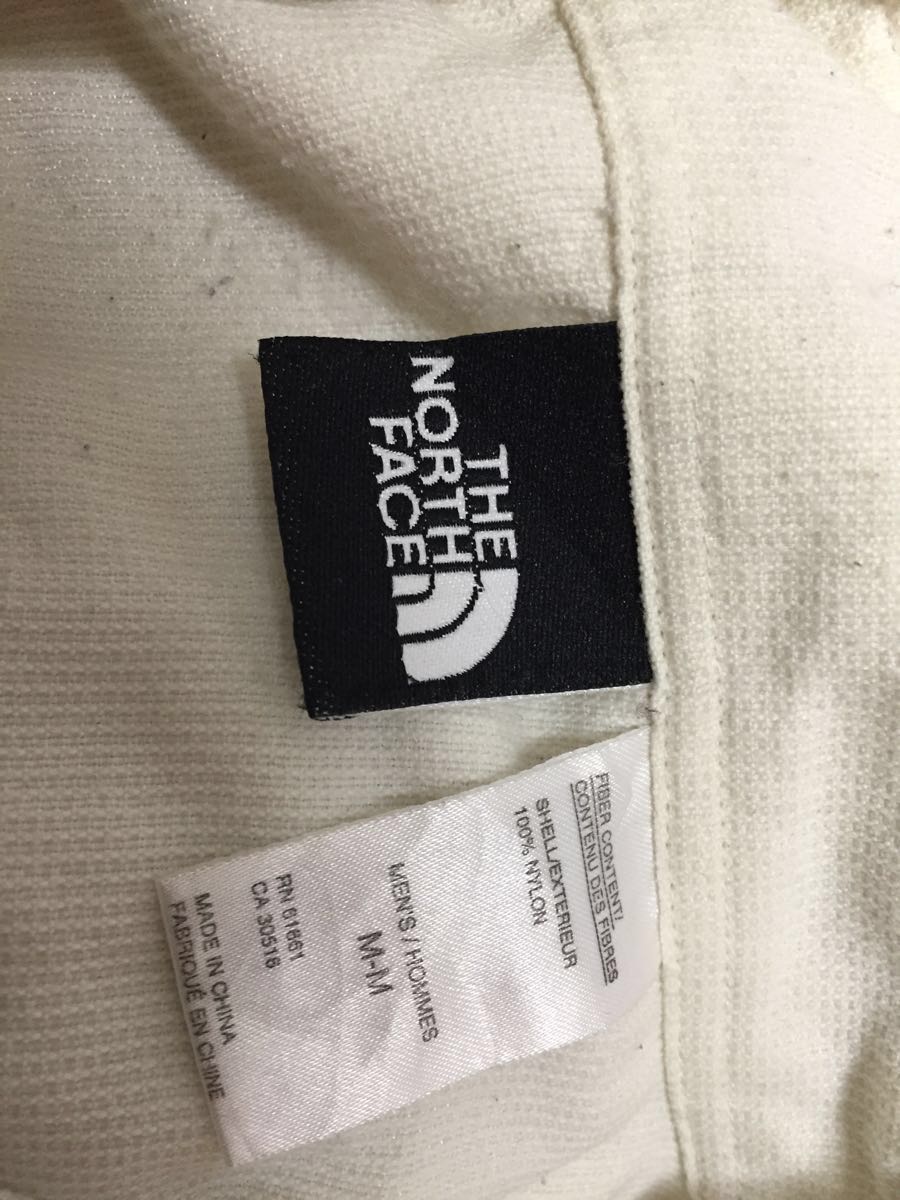 THE
NORTH
FACE
FIBER CONTENT/
CONTENU DES FIBRES
SHELL/EXTERIEUR
100% NYLON
MEN'S / HOMMES
M-M
RN 61661
CA 30516
MADE IN CHINA
FABRIQUÉ EN CHINE